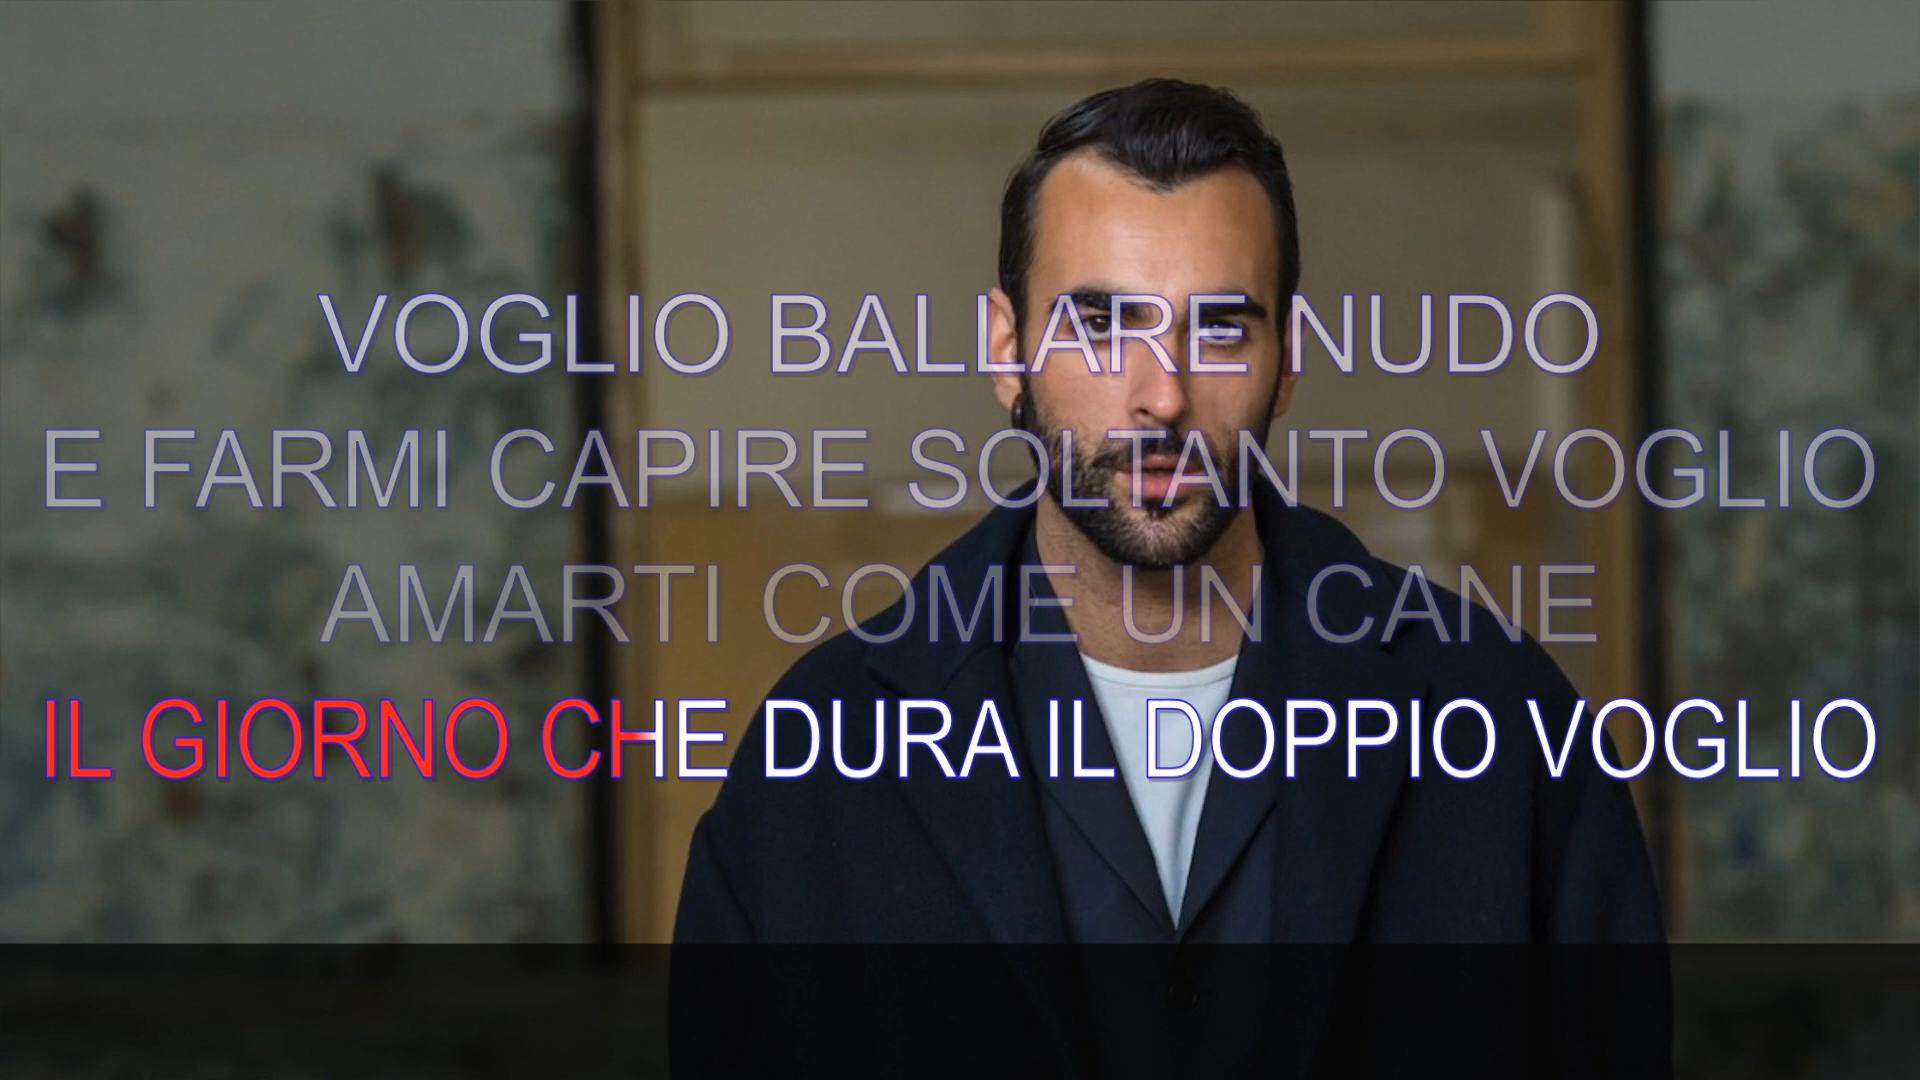 VOGLIO BALLARE NUDO
E FARMI CAPIRE SOLTANTO VOGLIO
AMARTI COME UN CANE
IL GIORNO CHE DURA IL DOPPIO VOGLIO